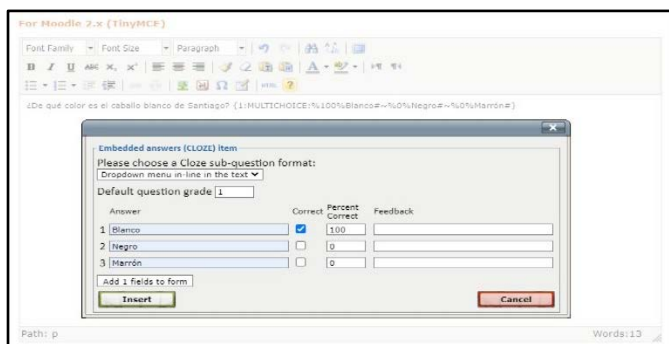 For Moodle 2.x (TinyMCE)
Font Family Font Size Paragraph
B I U ABC X, X' A
Ω HTML ?
¿De qué color es el caballo blanco de Santiago? {1:MULTICHOICE:%100%Blanco#~%0%Negro#~%0%Marrón#}
Embedded answers (CLOZE) item
Please choose a Cloze sub-question format:
Dropdown menu in-line in the text
Default question grade 1
Answer Correct Percent Correct Feedback
1 Blanco 100
2 Negro 0
3 Marrón 0
Add 1 fields to form
Insert Cancel
Path: p Words:13